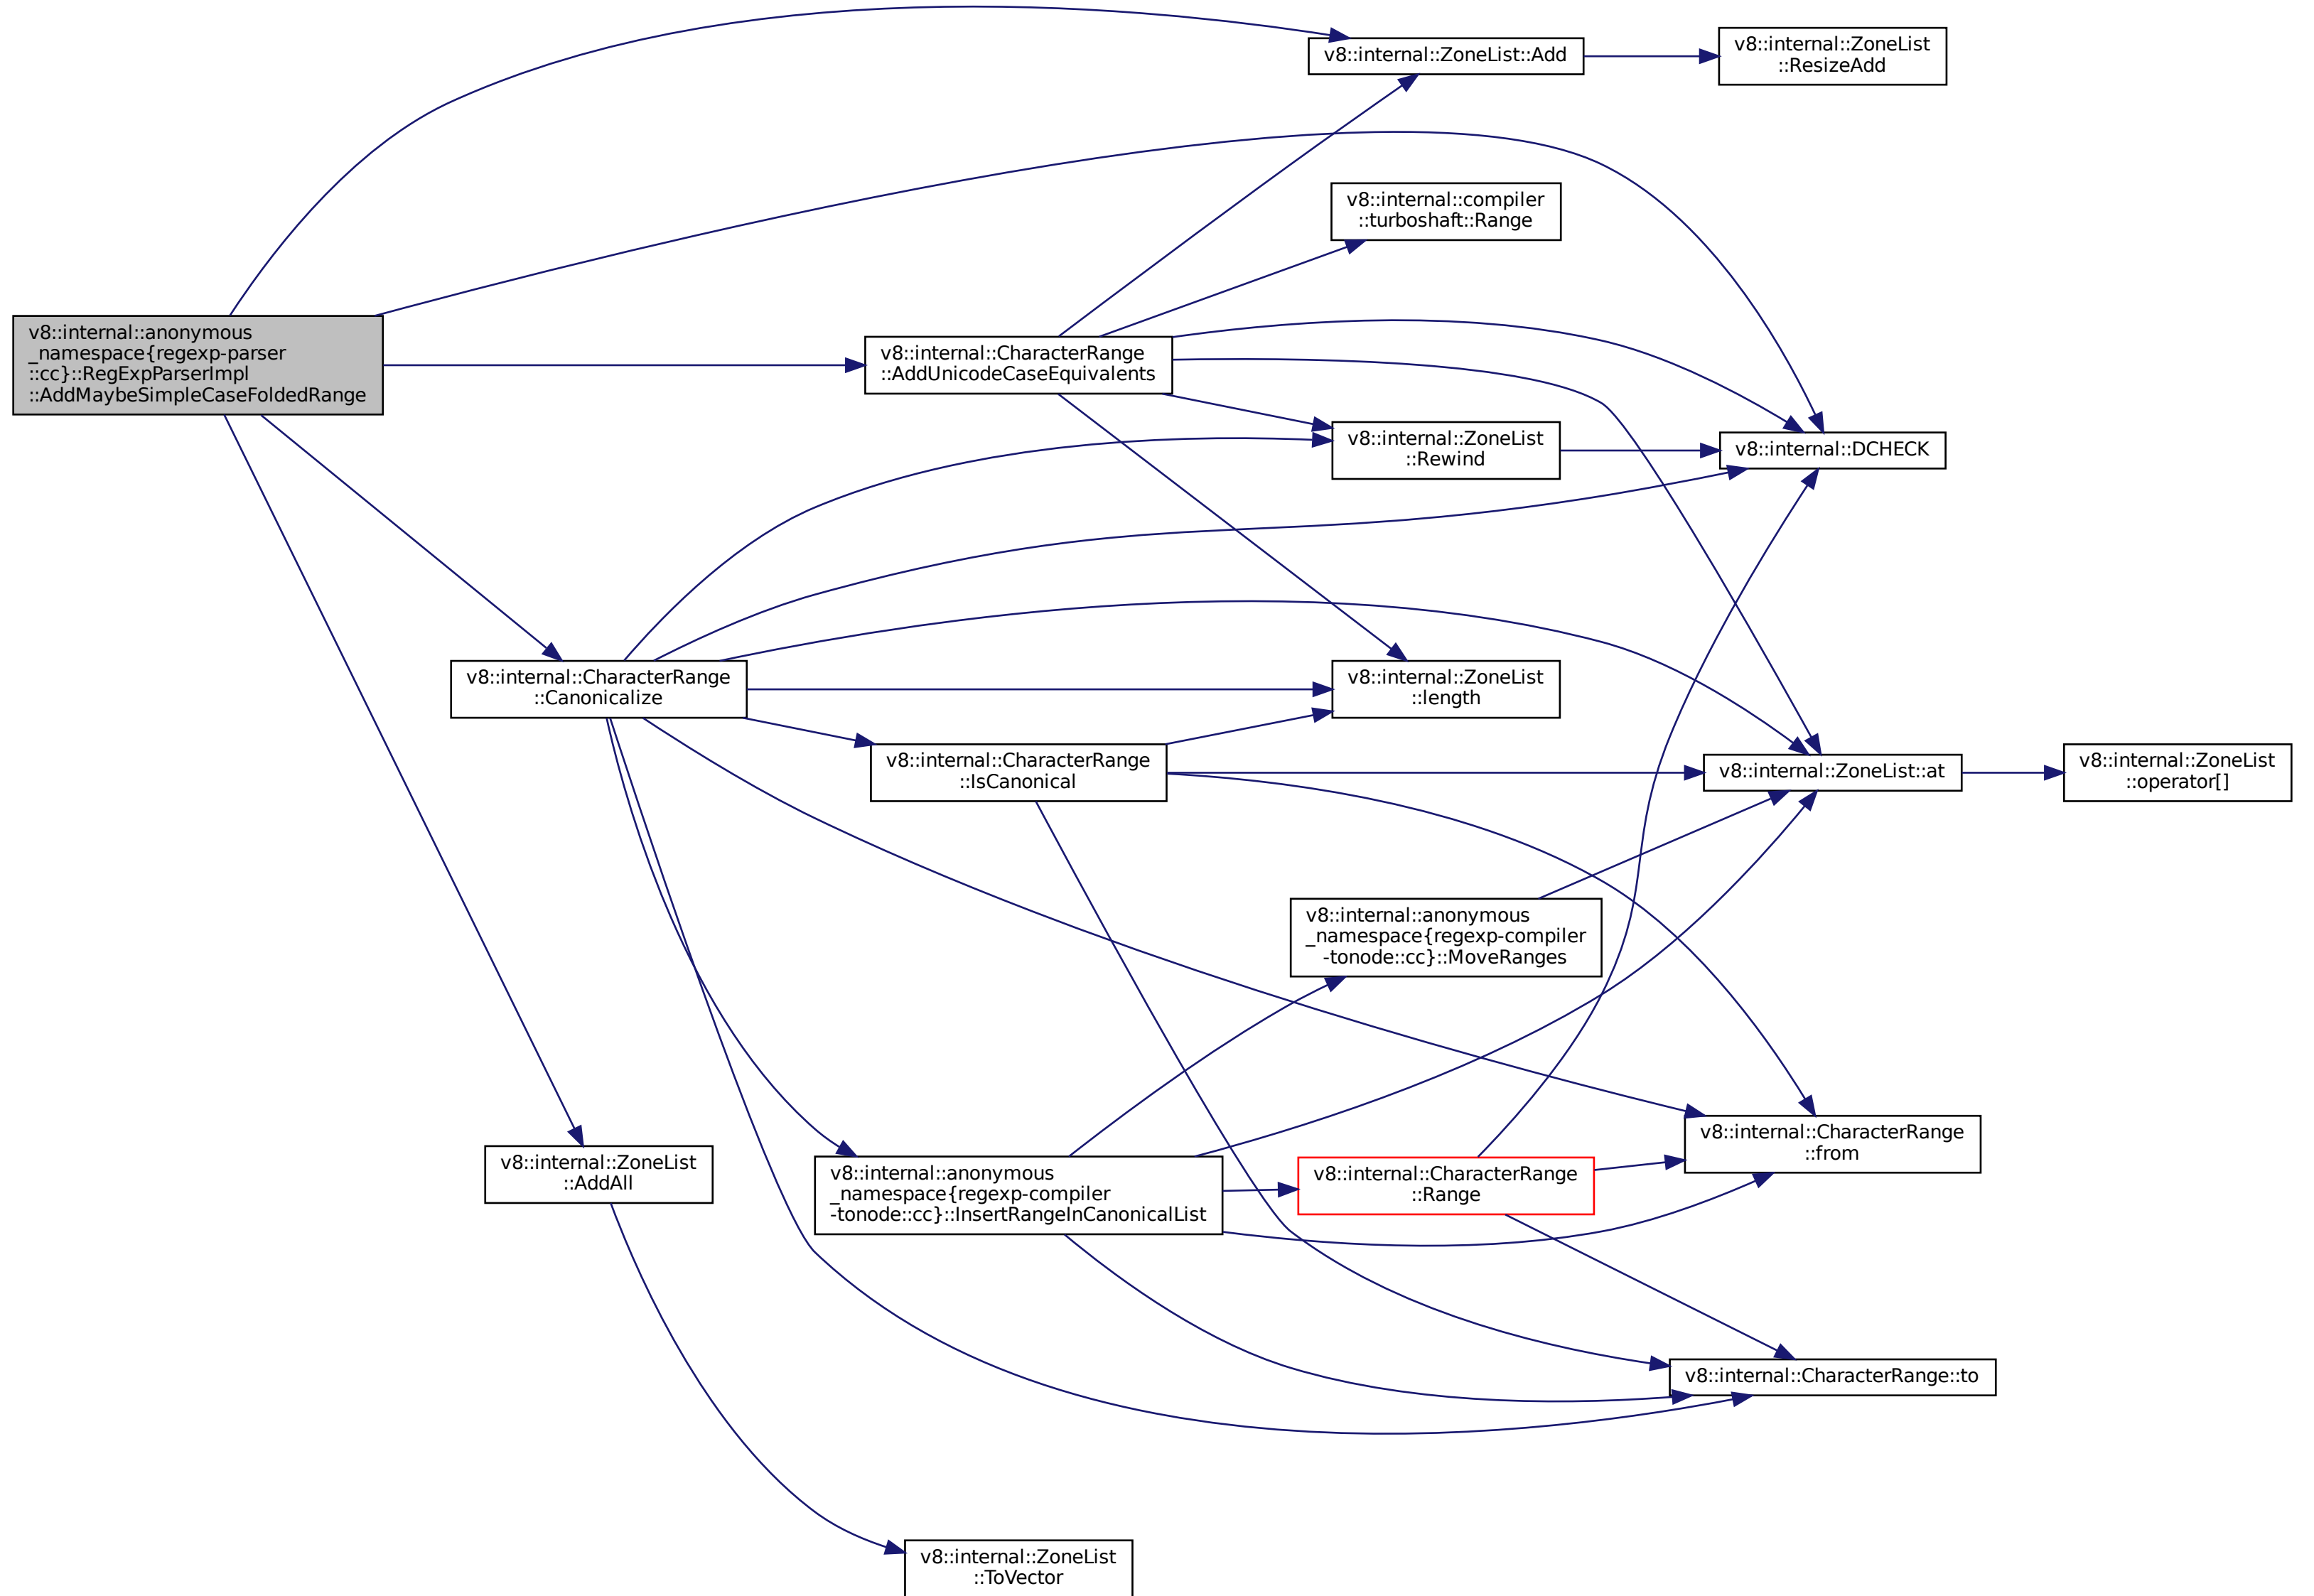 v8::internal::ZoneList::Add
v8::internal::ZoneList
::ResizeAdd
v8::internal::compiler
::turboshaft::Range
v8::internal::anonymous
_namespace{regexp-parser
::cc}::RegExpParserImpl
::AddMaybeSimpleCaseFoldedRange
v8::internal::CharacterRange
::AddUnicodeCaseEquivalents
v8::internal::ZoneList
::Rewind
v8::internal::DCHECK
v8::internal::CharacterRange
::Canonicalize
v8::internal::ZoneList
::length
v8::internal::CharacterRange
::IsCanonical
v8::internal::ZoneList::at
v8::internal::ZoneList
::operator[]
v8::internal::anonymous
_namespace{regexp-compiler
-tonode::cc}::MoveRanges
v8::internal::CharacterRange
::from
v8::internal::ZoneList
::AddAll
v8::internal::anonymous
_namespace{regexp-compiler
-tonode::cc}::InsertRangeInCanonicalList
v8::internal::CharacterRange
::Range
v8::internal::CharacterRange::to
v8::internal::ZoneList
::ToVector